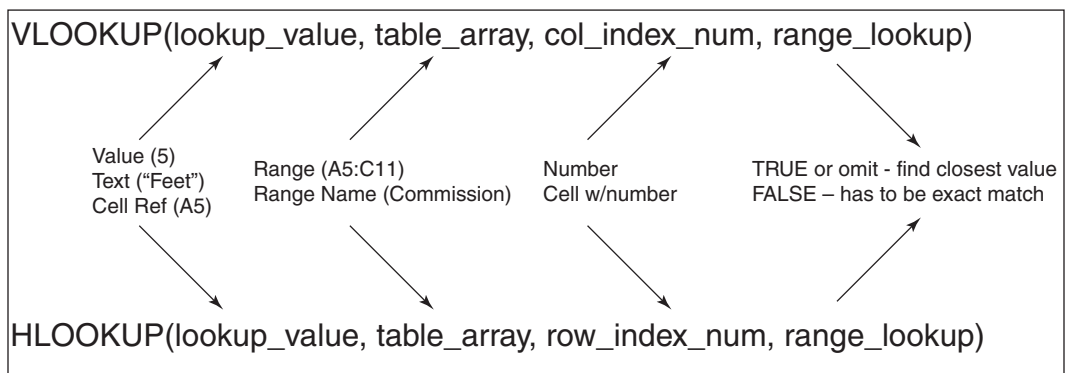 VLOOKUP(lookup_value, table_array, col_index_num, range_lookup)
Value (5)
Text (“Feet”)
Cell Ref (A5)
Range (A5:C11)
Range Name (Commission)
Number
Cell w/number
TRUE or omit - find closest value
FALSE – has to be exact match
HLOOKUP(lookup_value, table_array, row_index_num, range_lookup)